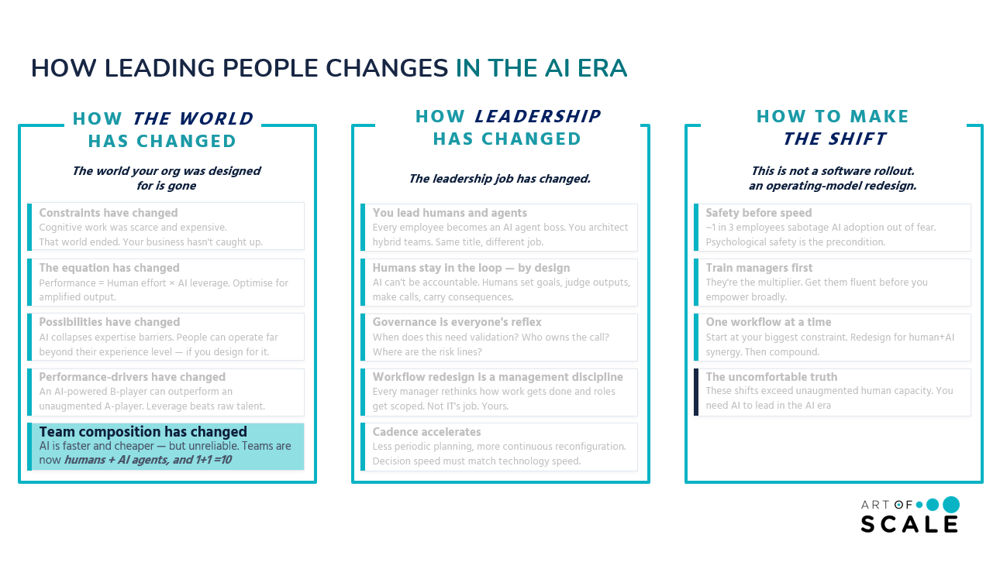 HOW LEADING PEOPLE CHANGES IN THE AI ERA
HOW THE WORLD
HAS CHANGED
The world your org was designed
for is gone
Constraints have changed
Cognitive work was scarce and expensive.
That world ended. Your business hasn't caught up.
The equation has changed
Performance = Human effort × AI leverage. Optimise for
amplified output.
Possibilities have changed
AI collapses expertise barriers. People can operate far
beyond their experience level — if you design for it.
Performance-drivers have changed
An AI-powered B-player can outperform an
unaugmented A-player. Leverage beats raw talent.
Team composition has changed
AI is faster and cheaper — but unreliable. Teams are
now humans + AI agents, and 1+1 =10
HOW LEADERSHIP
HAS CHANGED
The leadership job has changed.
You lead humans and agents
Every employee becomes an AI agent boss. You architect
hybrid teams. Same title, different job.
Humans stay in the loop — by design
AI can't be accountable. Humans set goals, judge outputs,
make calls, carry consequences.
Governance is everyone's reflex
When does this need validation? Who owns the call?
Where are the risk lines?
Workflow redesign is a management discipline
Every manager rethinks how work gets done and roles
get scoped. Not IT's job. Yours.
Cadence accelerates
Less periodic planning, more continuous reconfiguration.
Decision speed must match technology speed.
HOW TO MAKE
THE SHIFT
This is not a software rollout.
an operating-model redesign.
Safety before speed
~1 in 3 employees sabotage AI adoption out of fear.
Psychological safety is the precondition.
Train managers first
They're the multiplier. Get them fluent before you
empower broadly.
One workflow at a time
Start at your biggest constraint. Redesign for human+AI
synergy. Then compound.
The uncomfortable truth
These shifts exceed unaugmented human capacity. You
need AI to lead in the AI era
ART OF
SCALE